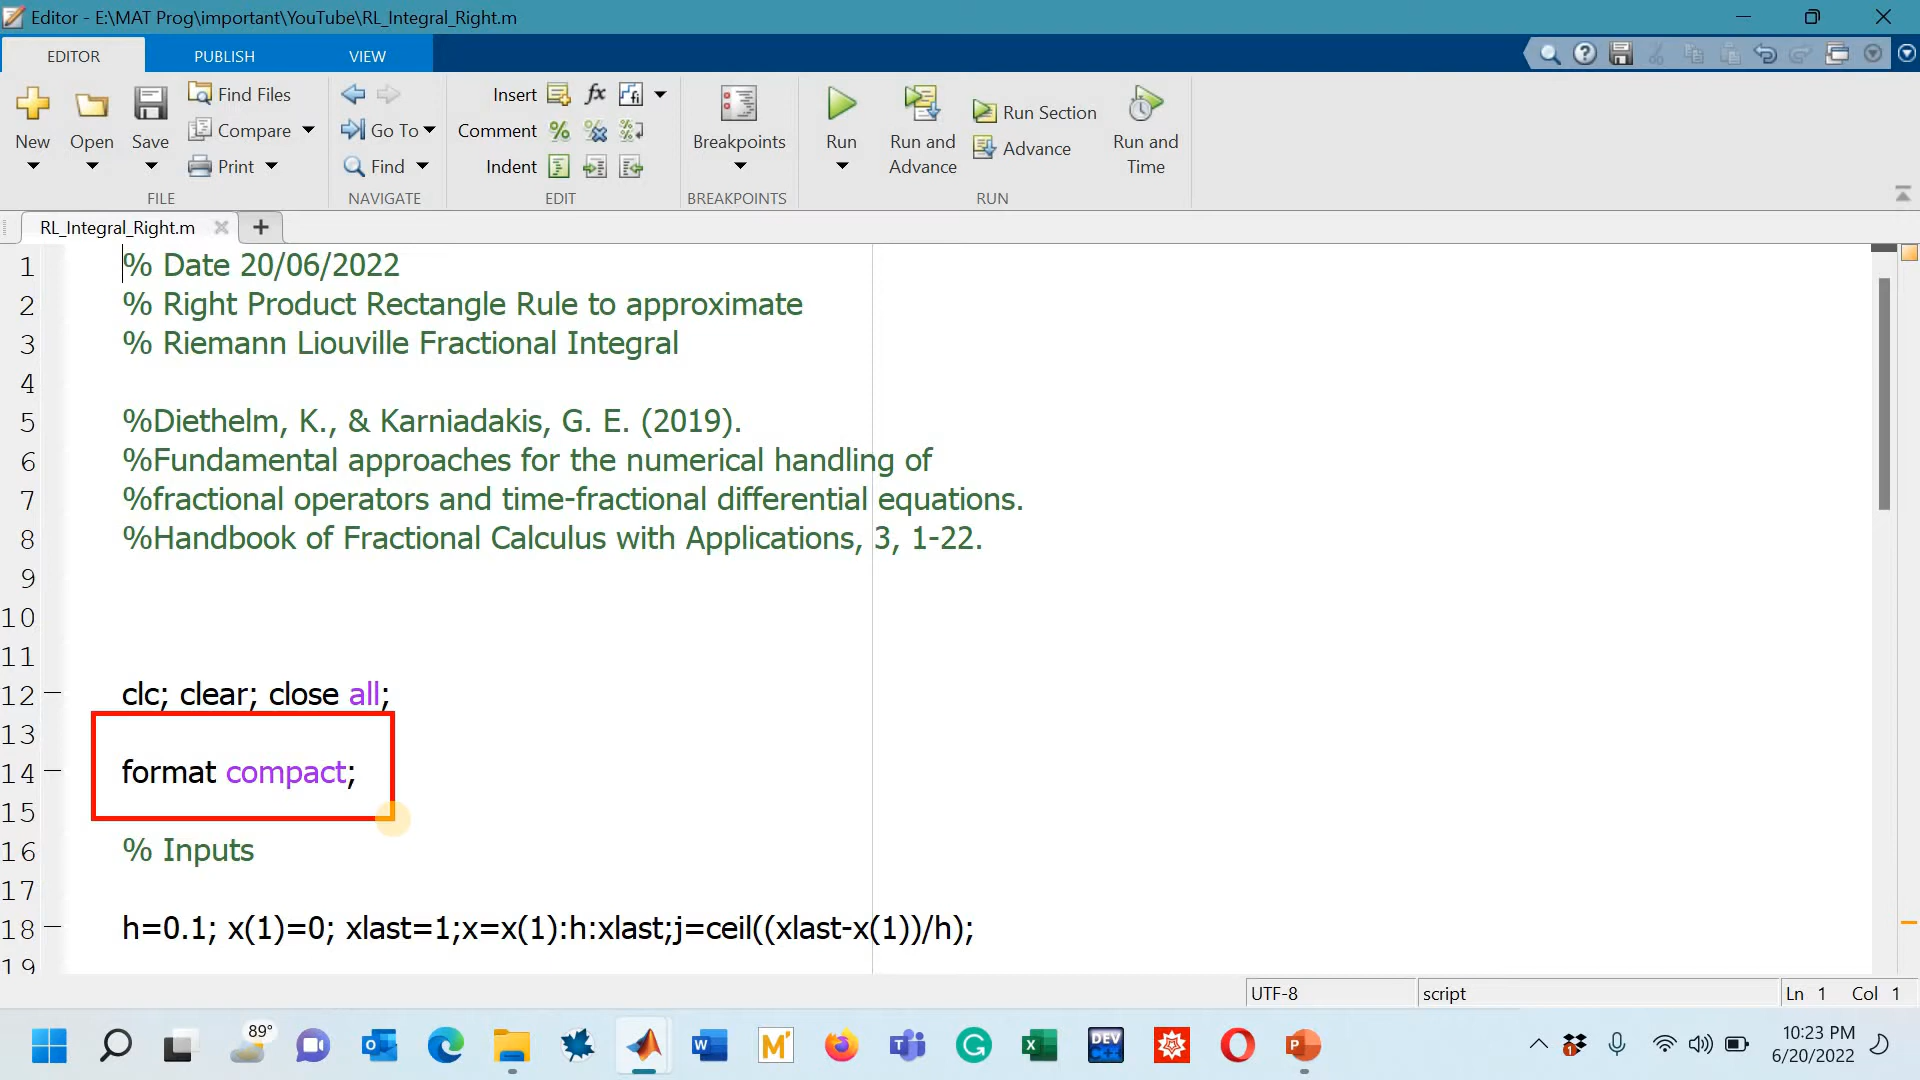 Editor - E:\MAT Prog\important\YouTube\RL_Integral_Right.m
EDITOR PUBLISH VIEW
New Open Save Find Files Compare Print
FILE
Go To Find
NAVIGATE
Insert fx
Comment
Indent
EDIT
Breakpoints
BREAKPOINTS
Run
Run and Advance
Run Section
Advance
Run and Time
RUN
RL_Integral_Right.m
1 % Date 20/06/2022
2 % Right Product Rectangle Rule to approximate
3 % Riemann Liouville Fractional Integral
4
5 %Diethelm, K., & Karniadakis, G. E. (2019).
6 %Fundamental approaches for the numerical handling of
7 %fractional operators and time-fractional differential equations.
8 %Handbook of Fractional Calculus with Applications, 3, 1-22.
9
10
11
12 clc; clear; close all;
13
14 format compact;
15
16 % Inputs
17
18 h=0.1; x(1)=0; xlast=1;x=x(1):h:xlast;j=ceil((xlast-x(1))/h);
19
UTF-8 script Ln 1 Col 1
89°
DEV C++
10:23 PM
6/20/2022